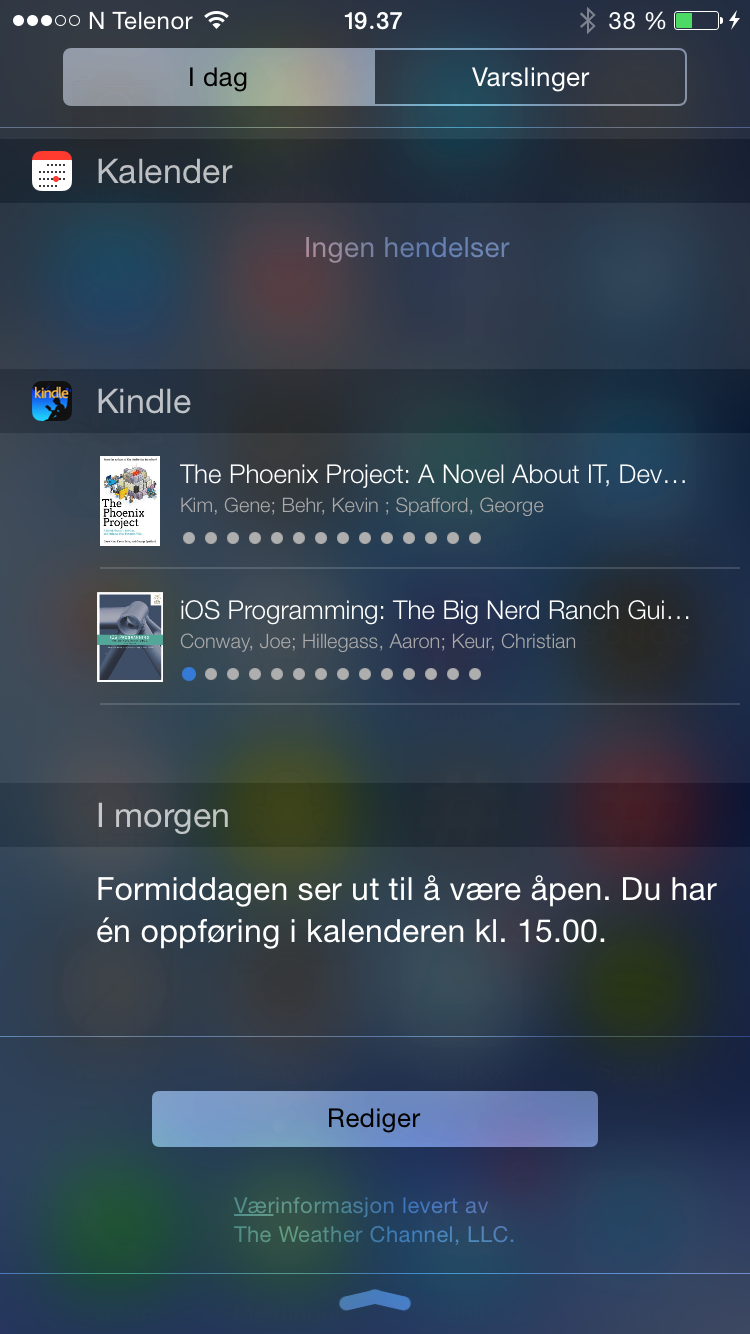 N Telenor 19.37 38 %
I dag Varslinger
Kalender
Ingen hendelser
kindle Kindle
The Phoenix Project: A Novel About IT, Dev…
Kim, Gene; Behr, Kevin ; Spafford, George
The
Phoenix
Project
iOS Programming: The Big Nerd Ranch Gui…
Conway, Joe; Hillegass, Aaron; Keur, Christian
iOS PROGRAMMING
I morgen
Formiddagen ser ut til å være åpen. Du har
én oppføring i kalenderen kl. 15.00.
Rediger
Værinformasjon levert av
The Weather Channel, LLC.